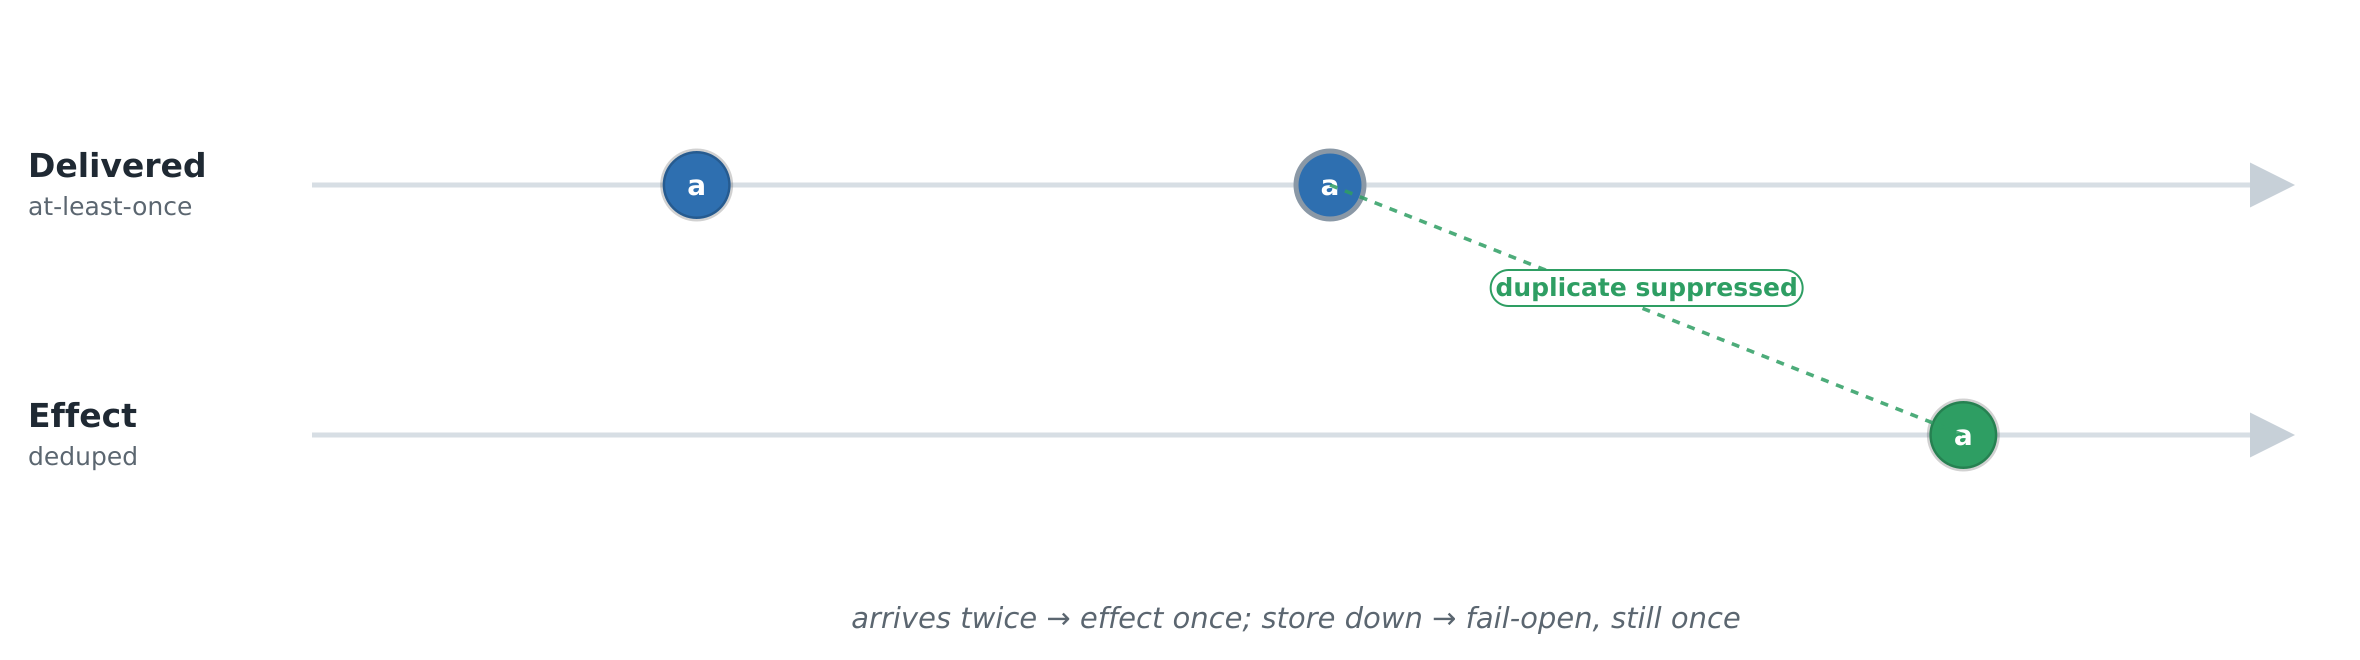 Delivered
at-least-once
a
a
duplicate suppressed
Effect
deduped
a
arrives twice → effect once; store down → fail-open, still once